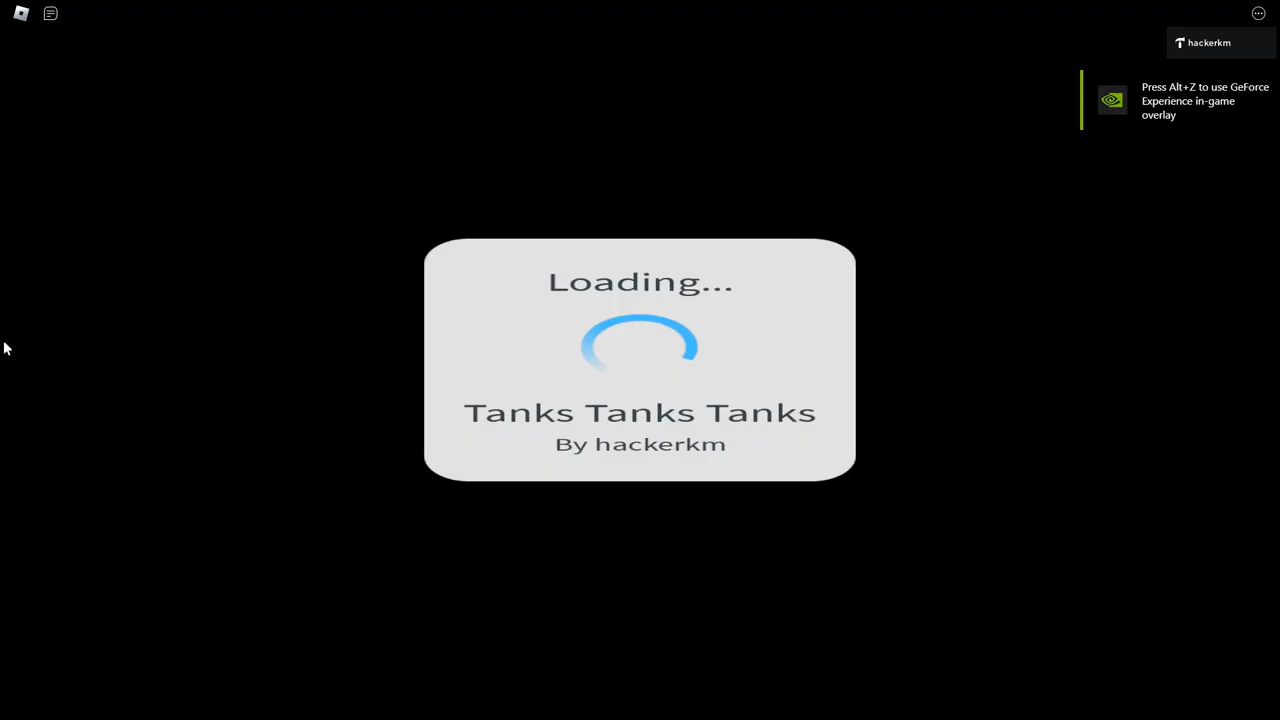 hackerkm
Press Alt+Z to use GeForce
Experience in-game
overlay
Loading...
Tanks Tanks Tanks
By hackerkm